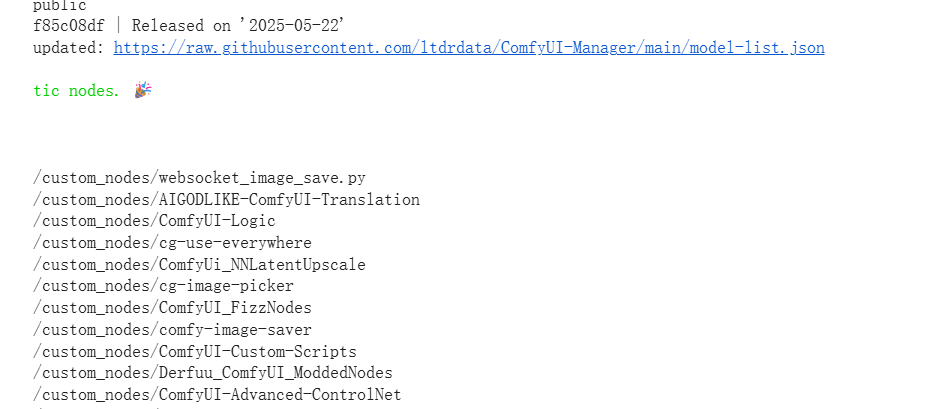 public
f85c08df | Released on '2025-05-22'
updated: https://raw.githubusercontent.com/ltdrdata/ComfyUI-Manager/main/model-list.json
tic nodes. 🎉
/custom_nodes/websocket_image_save.py
/custom_nodes/AIGODLIKE-ComfyUI-Translation
/custom_nodes/ComfyUI-Logic
/custom_nodes/cg-use-everywhere
/custom_nodes/ComfyUi_NNLatentUpscale
/custom_nodes/cg-image-picker
/custom_nodes/ComfyUI_FizzNodes
/custom_nodes/comfy-image-saver
/custom_nodes/ComfyUI-Custom-Scripts
/custom_nodes/Derfuu_ComfyUI_ModdedNodes
/custom_nodes/ComfyUI-Advanced-ControlNet